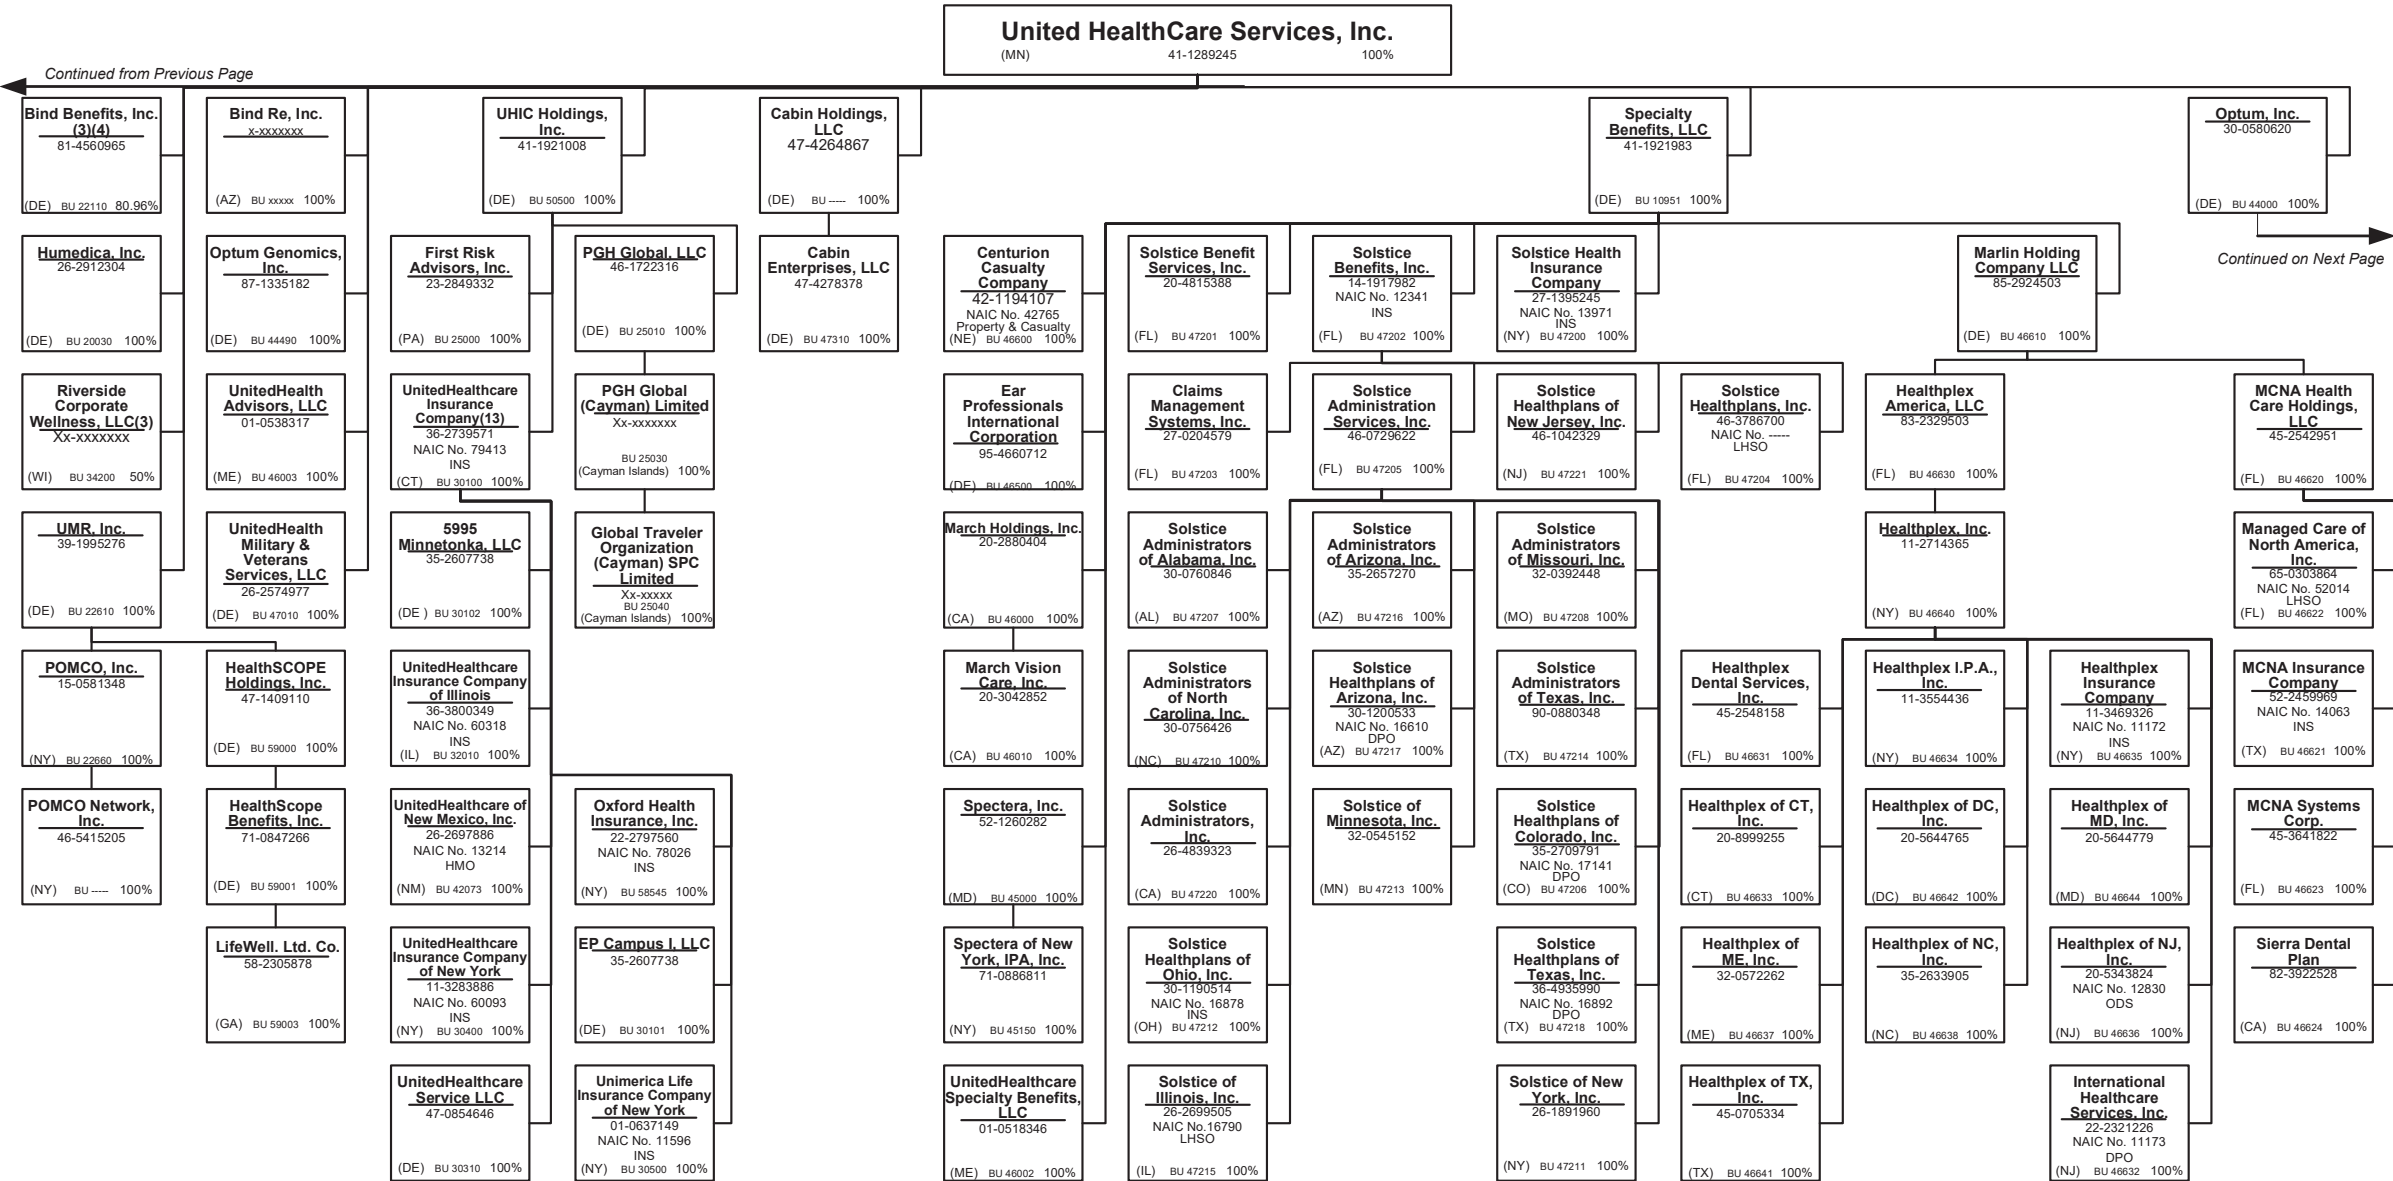 United HealthCare Services, Inc.
(MN) 41-1289245 100%
Continued from Previous Page
Bind Benefits, Inc.
(3)(4)
81-4560965
(DE) BU 22110 80.96%
Bind Re, Inc.
x-xxxxxxx
(AZ) BU xxxxx 100%
UHIC Holdings,
Inc.
41-1921008
(DE) BU 50500 100%
Cabin Holdings,
LLC
47-4264867
(DE) BU ----- 100%
Specialty
Benefits, LLC
41-1921983
(DE) BU 10951 100%
Optum, Inc.
30-0580620
(DE) BU 44000 100%
Continued on Next Page
Humedica, Inc.
26-2912304
(DE) BU 20030 100%
Optum Genomics,
Inc.
87-1335182
(DE) BU 44490 100%
First Risk
Advisors, Inc.
23-2849332
(PA) BU 25000 100%
PGH Global, LLC
46-1722316
(DE) BU 25010 100%
Cabin
Enterprises, LLC
47-4278378
(DE) BU 47310 100%
Centurion
Casualty
Company
42-1194107
NAIC No. 42765
Property & Casualty
(NE) BU 46600 100%
Solstice Benefit
Services, Inc.
20-4815388
(FL) BU 47201 100%
Solstice
Benefits, Inc.
14-1917982
NAIC No. 12341
INS
(FL) BU 47202 100%
Solstice Health
Insurance
Company
27-1395245
NAIC No. 13971
INS
(NY) BU 47200 100%
Marlin Holding
Company LLC
85-2924503
(DE) BU 46610 100%
Riverside
Corporate
Wellness, LLC(3)
Xx-xxxxxxx
(WI) BU 34200 50%
UnitedHealth
Advisors, LLC
01-0538317
(ME) BU 46003 100%
UnitedHealthcare
Insurance
Company(13)
36-2739571
NAIC No. 79413
INS
(CT) BU 30100 100%
PGH Global
(Cayman) Limited
Xx-xxxxxxx
BU 25030
(Cayman Islands) 100%
Ear
Professionals
International
Corporation
95-4660712
(DE) BU 46500 100%
Claims
Management
Systems, Inc.
27-0204579
(FL) BU 47203 100%
Solstice
Administration
Services, Inc.
46-0729622
(FL) BU 47205 100%
Solstice
Healthplans of
New Jersey, Inc.
46-1042329
(NJ) BU 47221 100%
Solstice
Healthplans, Inc.
46-3786700
NAIC No. -----
LHSO
(FL) BU 47204 100%
Healthplex
America, LLC
83-2329503
(FL) BU 46630 100%
MCNA Health
Care Holdings,
LLC
45-2542951
(FL) BU 46620 100%
UMR, Inc.
39-1995276
(DE) BU 22610 100%
UnitedHealth
Military &
Veterans
Services, LLC
26-2574977
(DE) BU 47010 100%
5995
Minnetonka, LLC
35-2607738
(DE ) BU 30102 100%
Global Traveler
Organization
(Cayman) SPC
Limited
Xx-xxxxx
BU 25040
(Cayman Islands) 100%
March Holdings, Inc.
20-2880404
(CA) BU 46000 100%
Solstice
Administrators
of Alabama, Inc.
30-0760846
(AL) BU 47207 100%
Solstice
Administrators
of Arizona, Inc.
35-2657270
(AZ) BU 47216 100%
Solstice
Administrators
of Missouri, Inc.
32-0392448
(MO) BU 47208 100%
Healthplex, Inc.
11-2714365
(NY) BU 46640 100%
Managed Care of
North America,
Inc.
65-0303864
NAIC No. 52014
LHSO
(FL) BU 46622 100%
POMCO, Inc.
15-0581348
(NY) BU 22660 100%
HealthSCOPE
Holdings, Inc.
47-1409110
(DE) BU 59000 100%
UnitedHealthcare
Insurance Company
of Illinois
36-3800349
NAIC No. 60318
INS
(IL) BU 32010 100%
March Vision
Care, Inc.
20-3042852
(CA) BU 46010 100%
Solstice
Administrators
of North
Carolina, Inc.
30-0756426
(NC) BU 47210 100%
Solstice
Healthplans of
Arizona, Inc.
30-1200533
NAIC No. 16610
DPO
(AZ) BU 47217 100%
Solstice
Administrators
of Texas, Inc.
90-0880348
(TX) BU 47214 100%
Healthplex
Dental Services,
Inc.
45-2548158
(FL) BU 46631 100%
Healthplex I.P.A.,
Inc.
11-3554436
(NY) BU 46634 100%
Healthplex
Insurance
Company
11-3469326
NAIC No. 11172
INS
(NY) BU 46635 100%
MCNA Insurance
Company
52-2459969
NAIC No. 14063
INS
(TX) BU 46621 100%
POMCO Network,
Inc.
46-5415205
(NY) BU ----- 100%
HealthScope
Benefits, Inc.
71-0847266
(DE) BU 59001 100%
UnitedHealthcare of
New Mexico, Inc.
26-2697886
NAIC No. 13214
HMO
(NM) BU 42073 100%
Oxford Health
Insurance, Inc.
22-2797560
NAIC No. 78026
INS
(NY) BU 58545 100%
Spectera, Inc.
52-1260282
(MD) BU 45000 100%
Solstice
Administrators,
Inc.
26-4839323
(CA) BU 47220 100%
Solstice of
Minnesota, Inc.
32-0545152
(MN) BU 47213 100%
Solstice
Healthplans of
Colorado, Inc.
35-2709791
NAIC No. 17141
DPO
(CO) BU 47206 100%
Healthplex of CT,
Inc.
20-8999255
(CT) BU 46633 100%
Healthplex of DC,
Inc.
20-5644765
(DC) BU 46642 100%
Healthplex of
MD, Inc.
20-5644779
(MD) BU 46644 100%
MCNA Systems
Corp.
45-3641822
(FL) BU 46623 100%
LifeWell. Ltd. Co.
58-2305878
(GA) BU 59003 100%
UnitedHealthcare
Insurance Company
of New York
11-3283886
NAIC No. 60093
INS
(NY) BU 30400 100%
EP Campus I, LLC
35-2607738
(DE) BU 30101 100%
Spectera of New
York, IPA, Inc.
71-0886811
(NY) BU 45150 100%
Solstice
Healthplans of
Ohio, Inc.
30-1190514
NAIC No. 16878
INS
(OH) BU 47212 100%
Solstice
Healthplans of
Texas, Inc.
36-4935990
NAIC No. 16892
DPO
(TX) BU 47218 100%
Healthplex of
ME, Inc.
32-0572262
(ME) BU 46637 100%
Healthplex of NC,
Inc.
35-2633905
(NC) BU 46638 100%
Healthplex of NJ,
Inc.
20-5343824
NAIC No. 12830
ODS
(NJ) BU 46636 100%
Sierra Dental
Plan
82-3922528
(CA) BU 46624 100%
UnitedHealthcare
Service LLC
47-0854646
(DE) BU 30310 100%
Unimerica Life
Insurance Company
of New York
01-0637149
NAIC No. 11596
INS
(NY) BU 30500 100%
UnitedHealthcare
Specialty Benefits,
LLC
01-0518346
(ME) BU 46002 100%
Solstice of
Illinois, Inc.
26-2699505
NAIC No.16790
LHSO
(IL) BU 47215 100%
Solstice of New
York, Inc.
26-1891960
(NY) BU 47211 100%
Healthplex of TX,
Inc.
45-0705334
(TX) BU 46641 100%
International
Healthcare
Services, Inc.
22-2321226
NAIC No. 11173
DPO
(NJ) BU 46632 100%